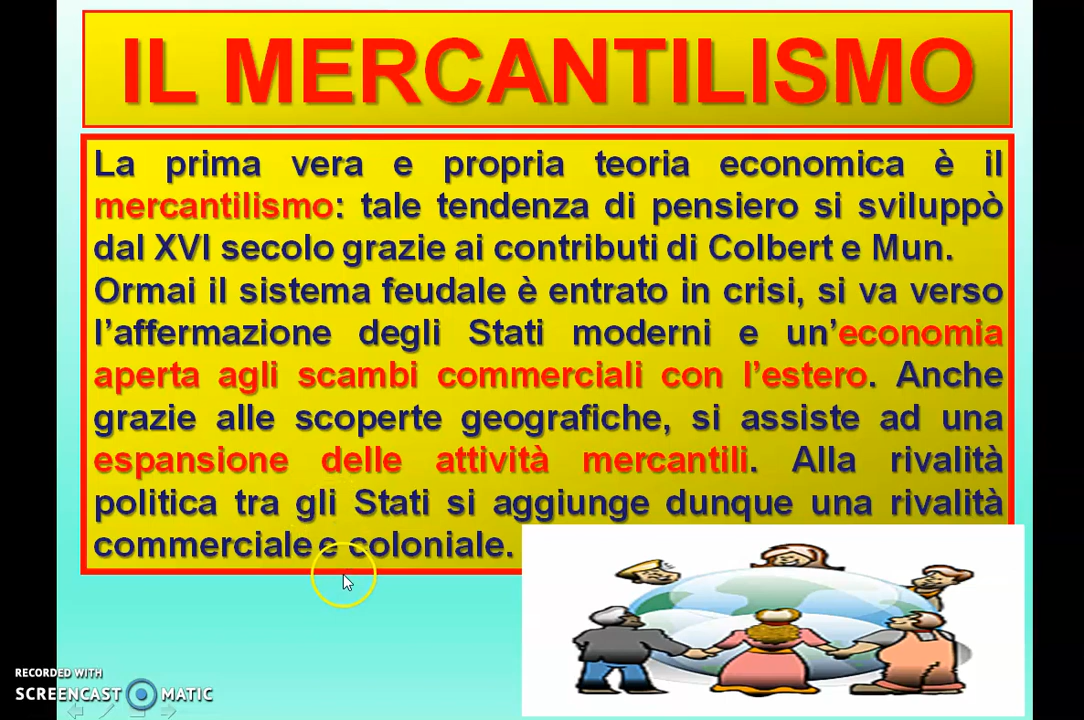 IL MERCANTILISMO
La prima vera e propria teoria economica è il
mercantilismo: tale tendenza di pensiero si sviluppò
dal XVI secolo grazie ai contributi di Colbert e Mun.
Ormai il sistema feudale è entrato in crisi, si va verso
l’affermazione degli Stati moderni e un’economia
aperta agli scambi commerciali con l’estero. Anche
grazie alle scoperte geografiche, si assiste ad una
espansione delle attività mercantili. Alla rivalità
politica tra gli Stati si aggiunge dunque una rivalità
commerciale e coloniale.
RECORDED WITH
SCREENCAST MATIC